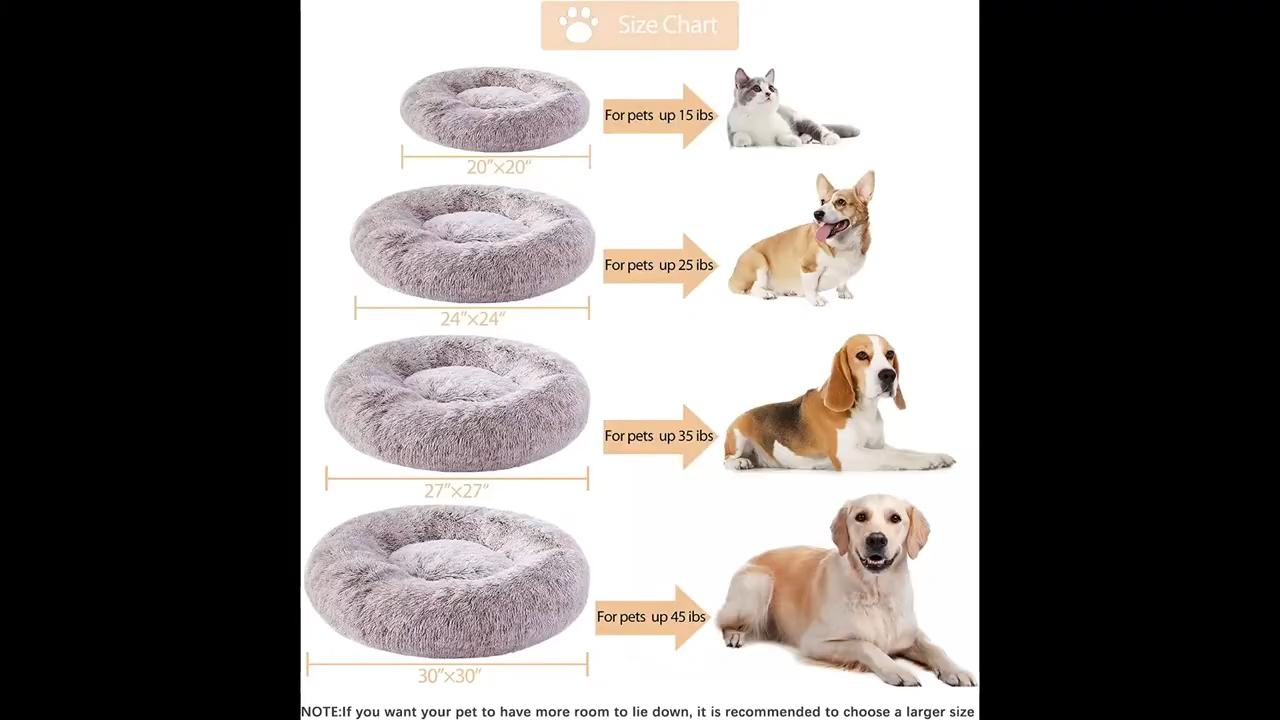 Size Chart
For pets up 15 ibs
20”×20“
For pets up 25 ibs
24”×24“
For pets up 35 ibs
27”×27“
For pets up 45 ibs
30”×30“
NOTE:If you want your pet to have more room to lie down, it is recommended to choose a larger size